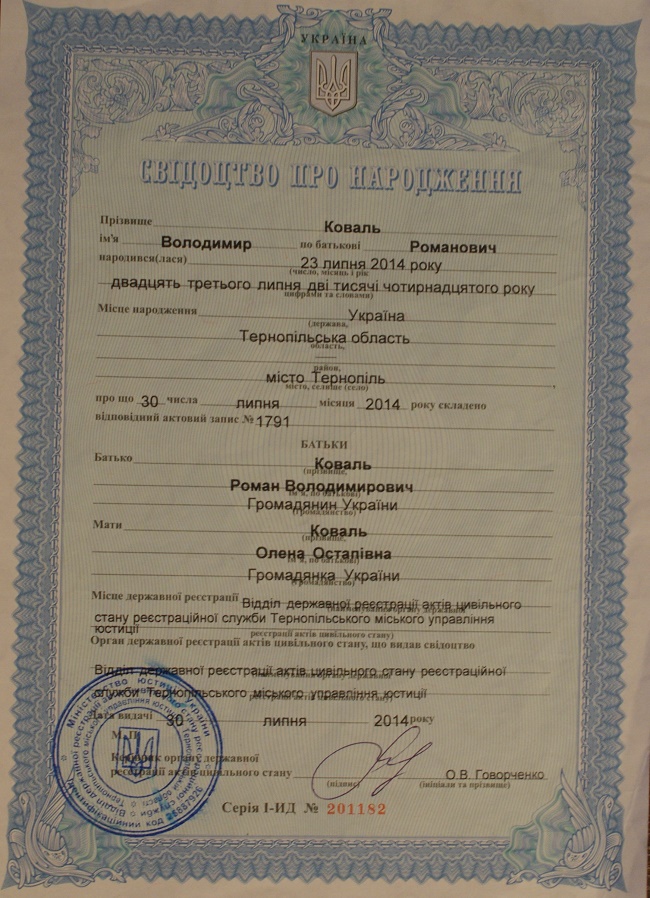 УКРАЇНА
СВІДОЦТВО ПРО НАРОДЖЕННЯ
Прізвище Коваль
ім'я Володимир по батькові Романович
народився(лася) 23 липня 2014 року
(число, місяць і рік
двадцять третього липня дві тисячі чотирнадцятого року
цифрами та словами)
Місце народження Україна
(держава,
Тернопільська область
область,
район,
місто Тернопіль
місто, селище (село)
про що 30 числа липня місяця 2014 року складено
відповідний актовий запис № 1791
БАТЬКИ
Батько Коваль
(прізвище,
Роман Володимирович
ім'я, по батькові)
Громадянин України
(громадянство)
Мати Коваль
(прізвище,
Олена Осталівна
ім'я, по батькові)
Громадянка України
(громадянство)
Місце державної реєстрації Відділ державної реєстрації актів цивільного
(найменування органу державної
стану реєстраційної служби Тернопільського міського управління
юстиції
реєстрації актів цивільного стану)
Орган державної реєстрації актів цивільного стану, що видав свідоцтво
Відділ державної реєстрації актів цивільного стану реєстраційної
служби Тернопільського міського управління юстиції
Дата видачі 30 липня 2014 року
М.П.
Керівник органу державної
реєстрації актів цивільного стану О.В. Говорченко
(підпис) (ініціали та прізвище)
Серія І-ИД № 201182
Міністерство юстиції України